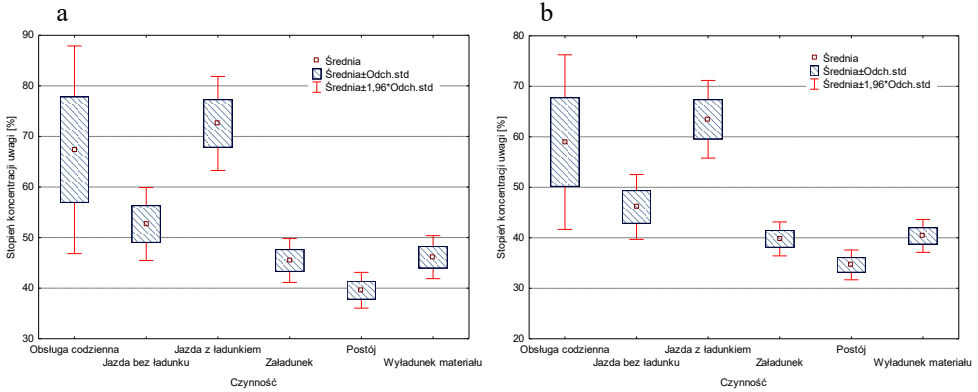 a
90
80
70
60
50
40
30
Stopień koncentracji uwagi [%]
Średnia
Średnia±Odch.std
Średnia±1,96*Odch.std
Obsługa codzienna
Jazda z ładunkiem
Postój
Jazda bez ładunku
Załadunek
Wyładunek materiału
Czynność
b
80
70
60
50
40
30
20
Stopień koncentracji uwagi [%]
Średnia
Średnia±Odch.std
Średnia±1,96*Odch.std
Obsługa codzienna
Jazda z ładunkiem
Postój
Jazda bez ładunku
Załadunek
Wyładunek materiału
Czynność